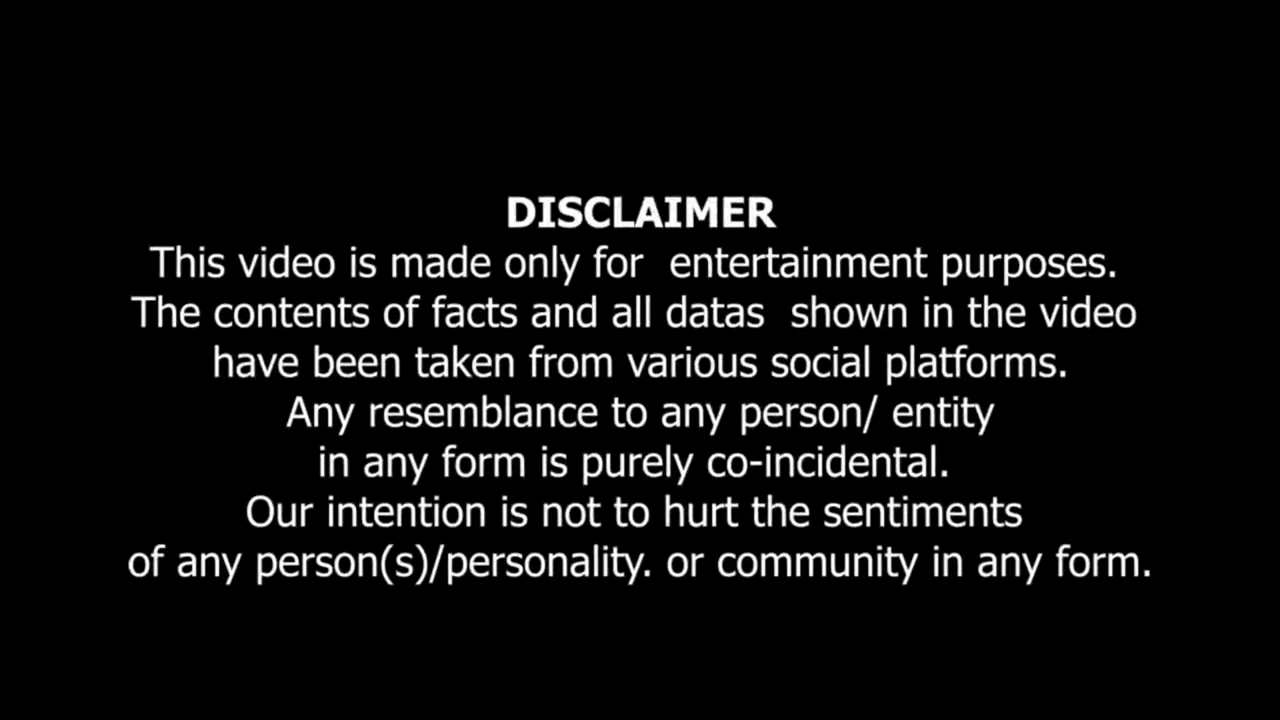 DISCLAIMER
This video is made only for  entertainment purposes.
The contents of facts and all datas  shown in the video
have been taken from various social platforms.
Any resemblance to any person/ entity
in any form is purely co-incidental.
Our intention is not to hurt the sentiments
of any person(s)/personality. or community in any form.